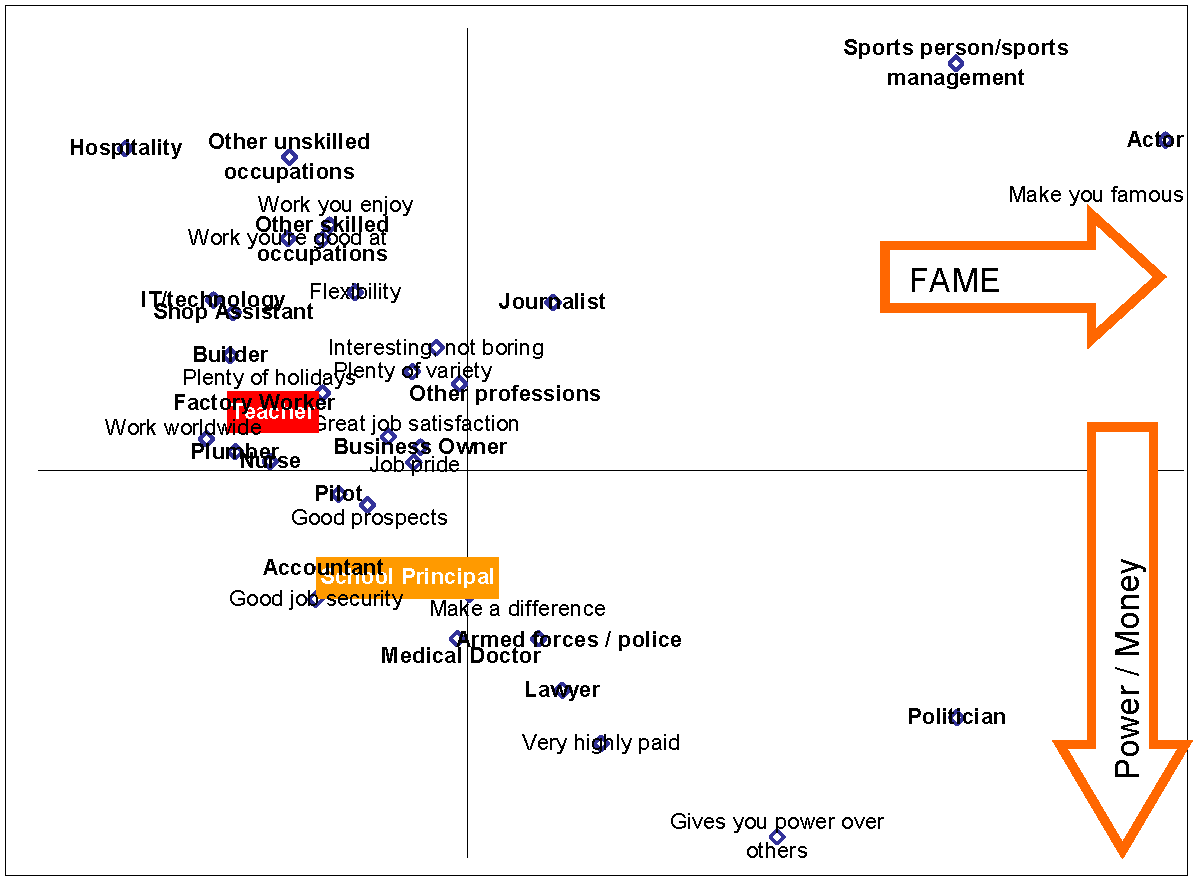 Sports person/sports
management
Hospitality
Other unskilled
occupations
Actor
Make you famous
Work you enjoy
Other skilled
occupations
Work you're good at
FAME
Flexibility
IT/technology
Shop Assistant
Journalist
Interesting not boring
Builder
Plenty of variety
Plenty of holidays
Other professions
Factory Worker
Teacher
Great job satisfaction
Work worldwide
Business Owner
Plumber
Nurse
Job pride
Pilot
Good prospects
Accountant
School Principal
Good job security
Make a difference
Armed forces / police
Medical Doctor
Lawyer
Politician
Very highly paid
Power / Money
Gives you power over
others